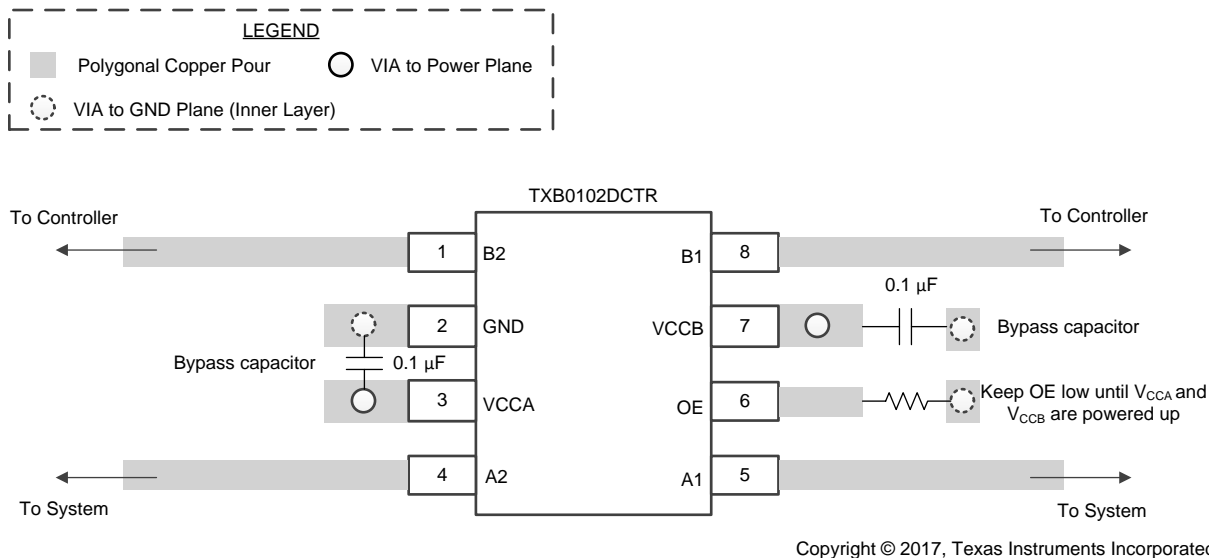 LEGEND
Polygonal Copper Pour
VIA to Power Plane
VIA to GND Plane (Inner Layer)
TXB0102DCTR
To Controller
To Controller
1
B2
B1
8
0.1 µF
2
GND
VCCB
7
Bypass capacitor
Bypass capacitor
0.1 µF
3
VCCA
OE
6
Keep OE low until VCCA and
VCCB are powered up
4
A2
A1
5
To System
To System
Copyright © 2017, Texas Instruments Incorporated